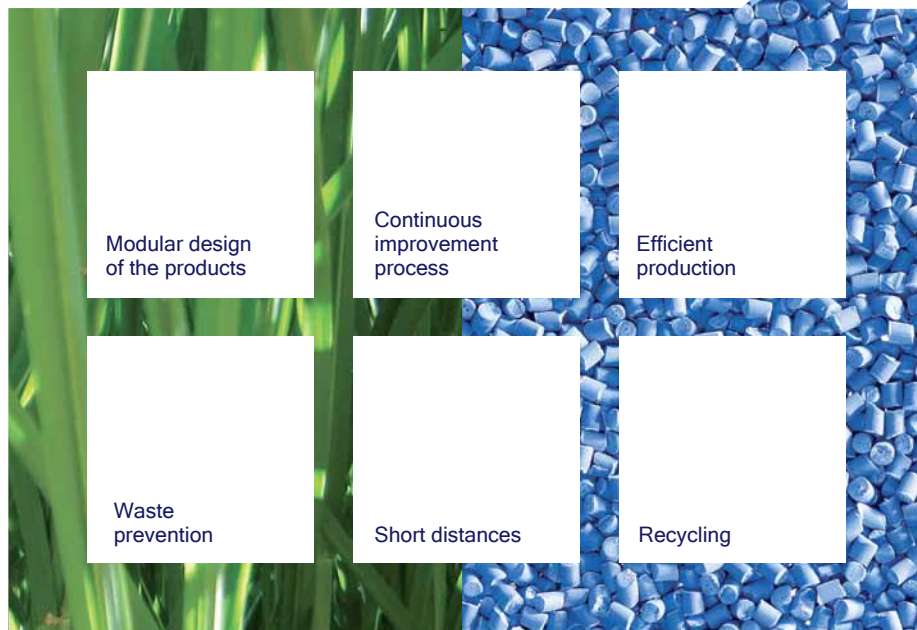 Modular design
of the products
Continuous
improvement
process
Efficient
production
Waste
prevention
Short distances
Recycling